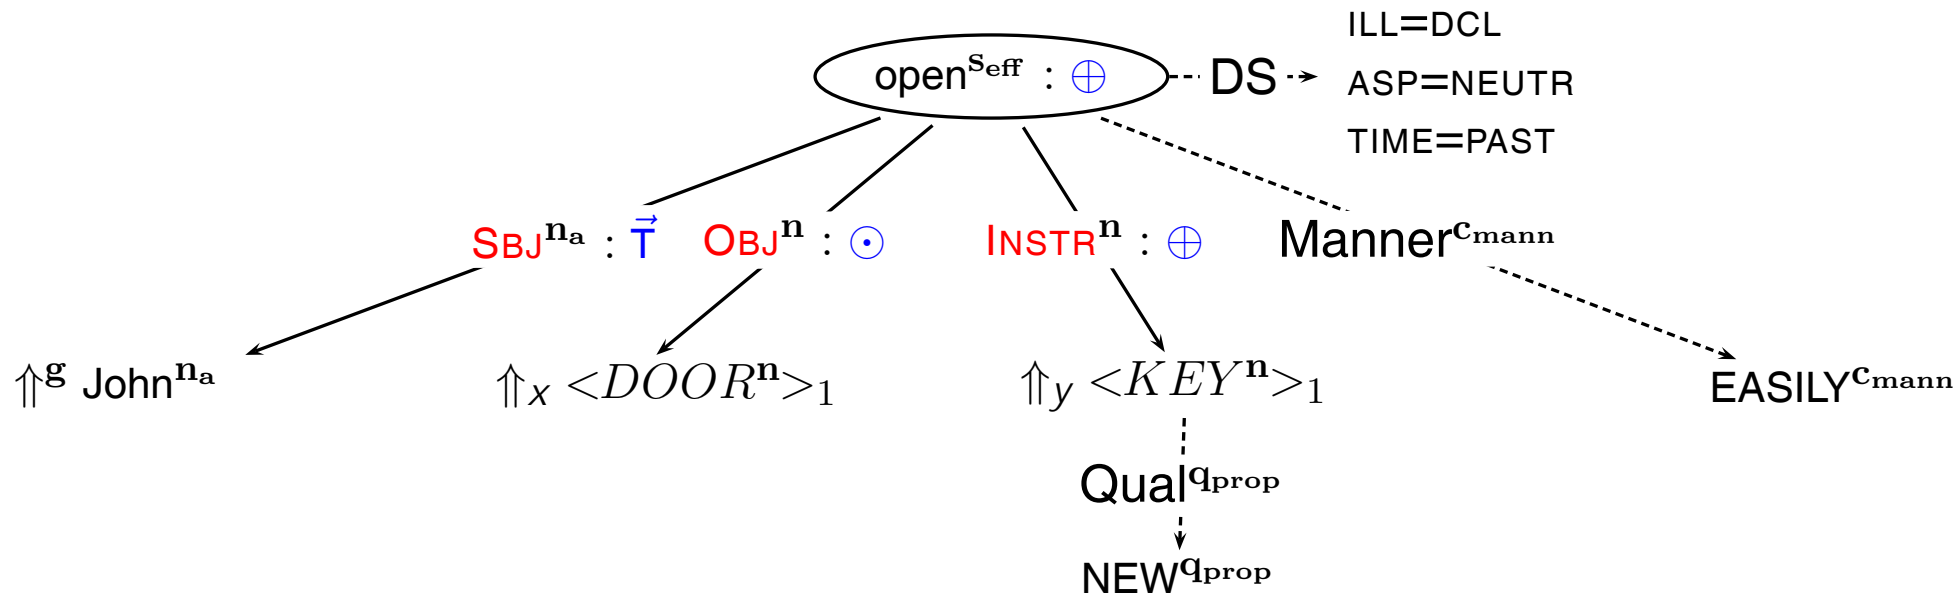 ILL=DCL
open^s_eff : ⊕ DS ASP=NEUTR
TIME=PAST
SBJ^n_a : T⃗ OBJ^n : ⊙ INSTR^n : ⊕ Manner^c_mann
⇑^g John^n_a ⇑_x <DOOR^n>_1 ⇑_y <KEY^n>_1 EASILY^c_mann
Qual^q_prop
NEW^q_prop